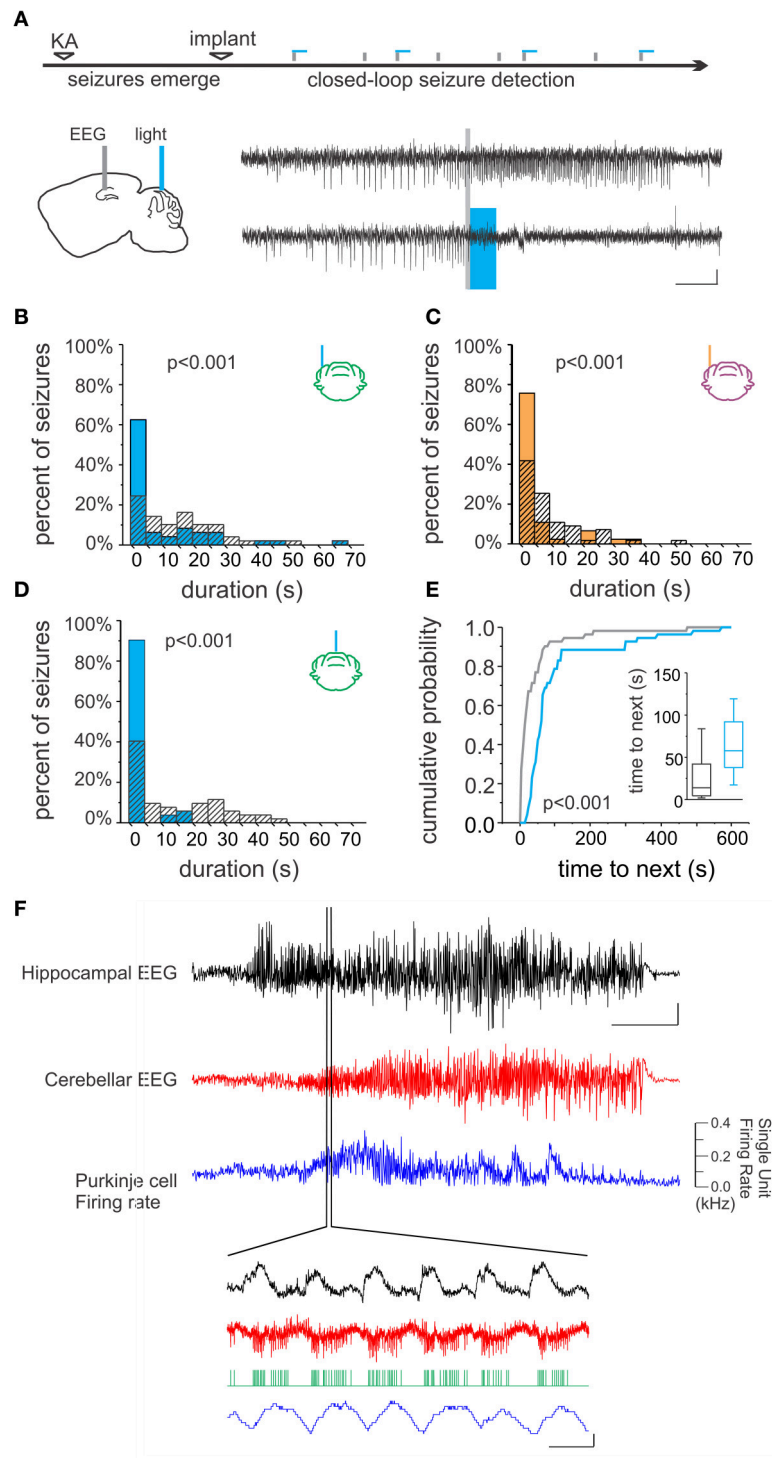 A
KA
implant
seizures emerge
closed-loop seizure detection
EEG
light
B
100%
80%
60%
40%
20%
0%
percent of seizures
p<0.001
0 10 20 30 40 50 60 70
duration (s)
C
100%
80%
60%
40%
20%
0%
percent of seizures
p<0.001
0 10 20 30 40 50 60 70
duration (s)
D
100%
80%
60%
40%
20%
0%
percent of seizures
p<0.001
0 10 20 30 40 50 60 70
duration (s)
E
1.0
0.8
0.6
0.4
0.2
0.0
cumulative probability
p<0.001
0 200 400 600
time to next (s)
150
100
50
0
time to next (s)
F
Hippocampal EEG
Cerebellar EEG
Purkinje cell
Firing rate
0.4
0.2
0.0
(kHz)
Single Unit
Firing Rate